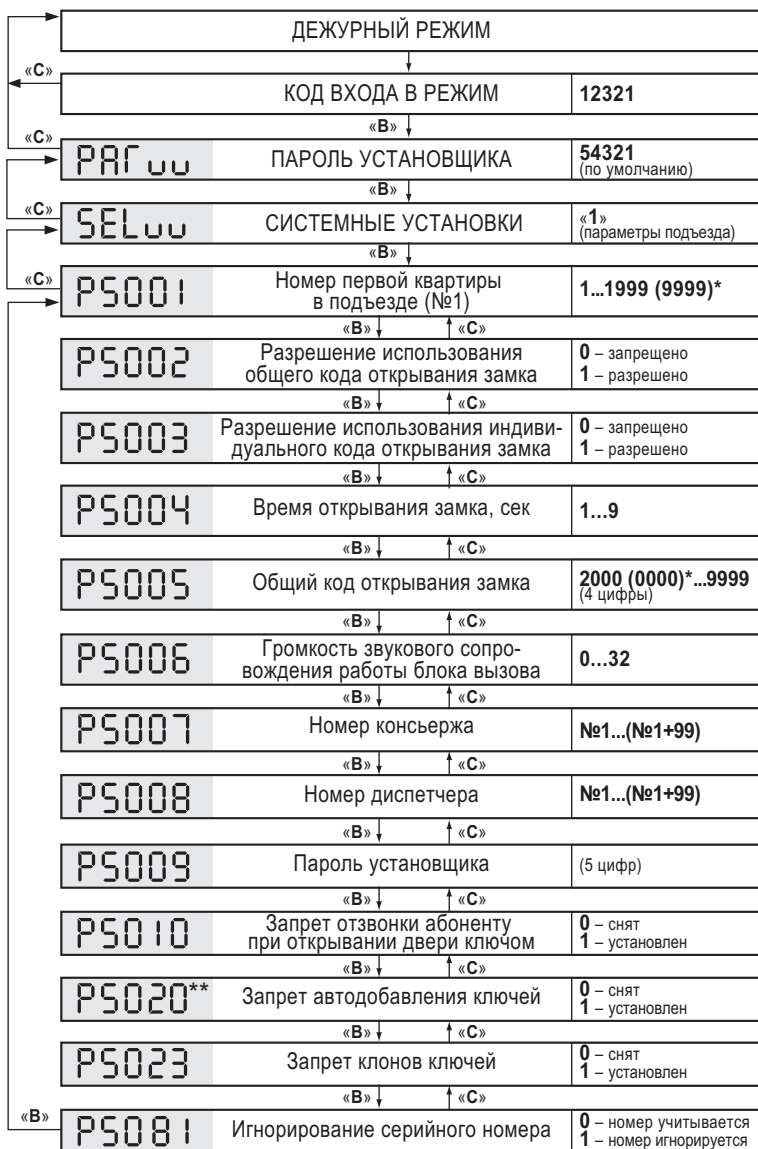 ДЕЖУРНЫЙ РЕЖИМ
«С»
КОД ВХОДА В РЕЖИМ 12321
«В»
«С»
PAГ uu ПАРОЛЬ УСТАНОВЩИКА 54321
(по умолчанию)
«В»
«С»
SELuu СИСТЕМНЫЕ УСТАНОВКИ «1»
(параметры подъезда)
«В»
«С»
PS001 Номер первой квартиры
в подъезде (№1) 1...1999 (9999)*
«В» «С»
PS002 Разрешение использования
общего кода открывания замка 0 – запрещено
1 – разрешено
«В» «С»
PS003 Разрешение использования индиви-
дуального кода открывания замка 0 – запрещено
1 – разрешено
«В» «С»
PS004 Время открывания замка, сек 1...9
«В» «С»
PS005 Общий код открывания замка 2000 (0000)*...9999
(4 цифры)
«В» «С»
PS006 Громкость звукового сопро-
вождения работы блока вызова 0...32
«В» «С»
PS007 Номер консьержа №1...(№1+99)
«В» «С»
PS008 Номер диспетчера №1...(№1+99)
«В» «С»
PS009 Пароль установщика (5 цифр)
«В» «С»
PS010 Запрет отзвонки абоненту
при открывании двери ключом 0 – снят
1 – установлен
«В» «С»
PS020** Запрет автодобавления ключей 0 – снят
1 – установлен
«В» «С»
PS023 Запрет клонов ключей 0 – снят
1 – установлен
«В» «С»
«В»
PS081 Игнорирование серийного номера 0 – номер учитывается
1 – номер игнорируется